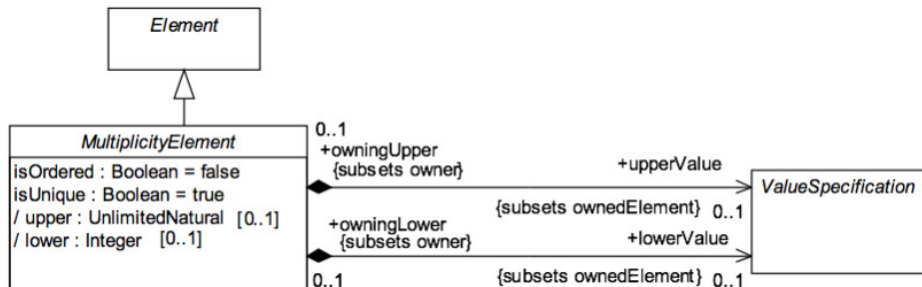 Element
MultiplicityElement
isOrdered : Boolean = false
isUnique : Boolean = true
/ upper : UnlimitedNatural [0..1]
/ lower : Integer [0..1]
0..1
+owningUpper
{subsets owner}
+upperValue
{subsets ownedElement} 0..1
+owningLower
{subsets owner}
+lowerValue
0..1
{subsets ownedElement} 0..1
ValueSpecification